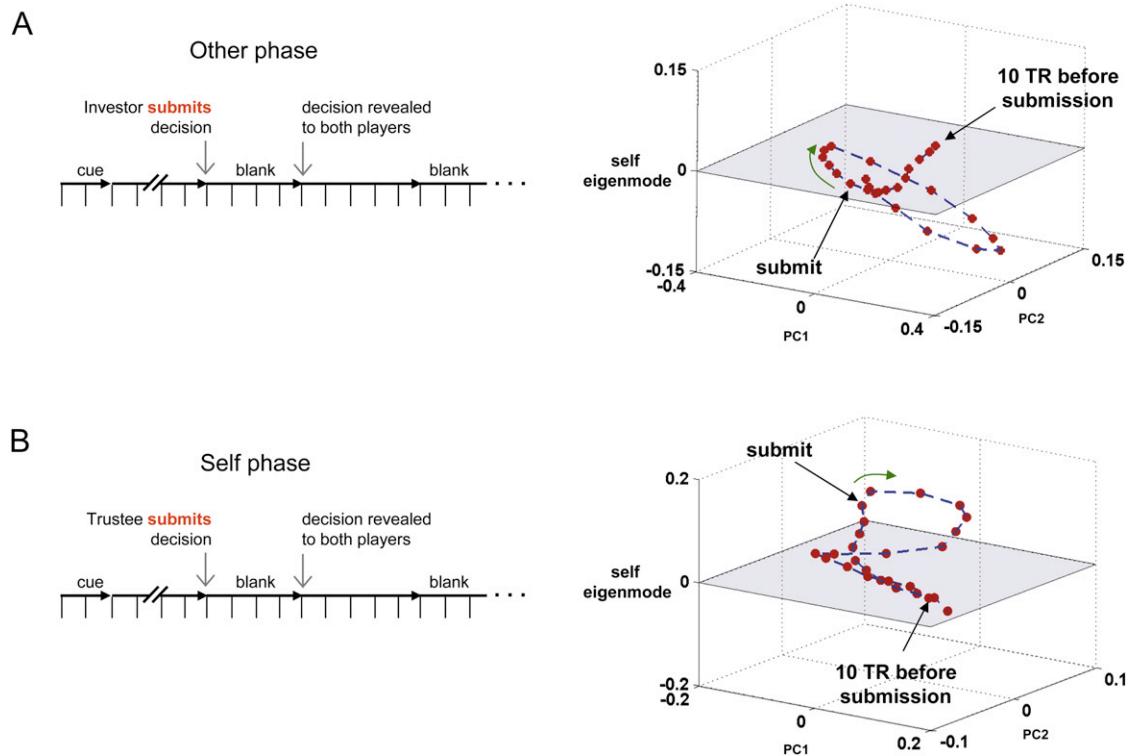 A
Other phase
Investor submits
decision
decision revealed
to both players
cue
blank
blank
0.15
10 TR before
submission
self
eigenmode
0
submit
-0.15
-0.4
0
0.4
PC1
-0.15
0
PC2
0.15
B
Self phase
Trustee submits
decision
decision revealed
to both players
cue
blank
blank
submit
0.2
self
eigenmode
0
10 TR before
submission
-0.2
-0.2
0
0.2
PC1
-0.1
0
PC2
0.1